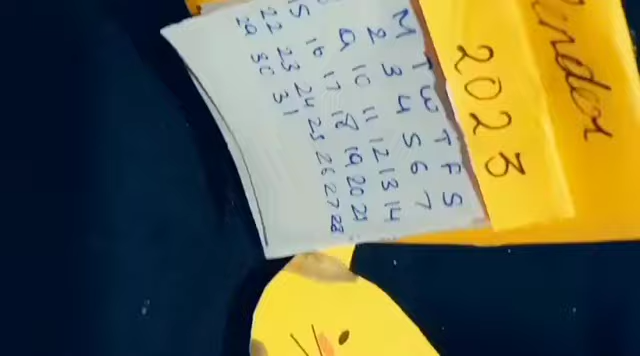 inder
2023
M T W T F S
2 3 4 5 6 7
9 10 11 12 13 14
15 16 17 18 19 20 21
22 23 24 25 26 27 28
29 30 31